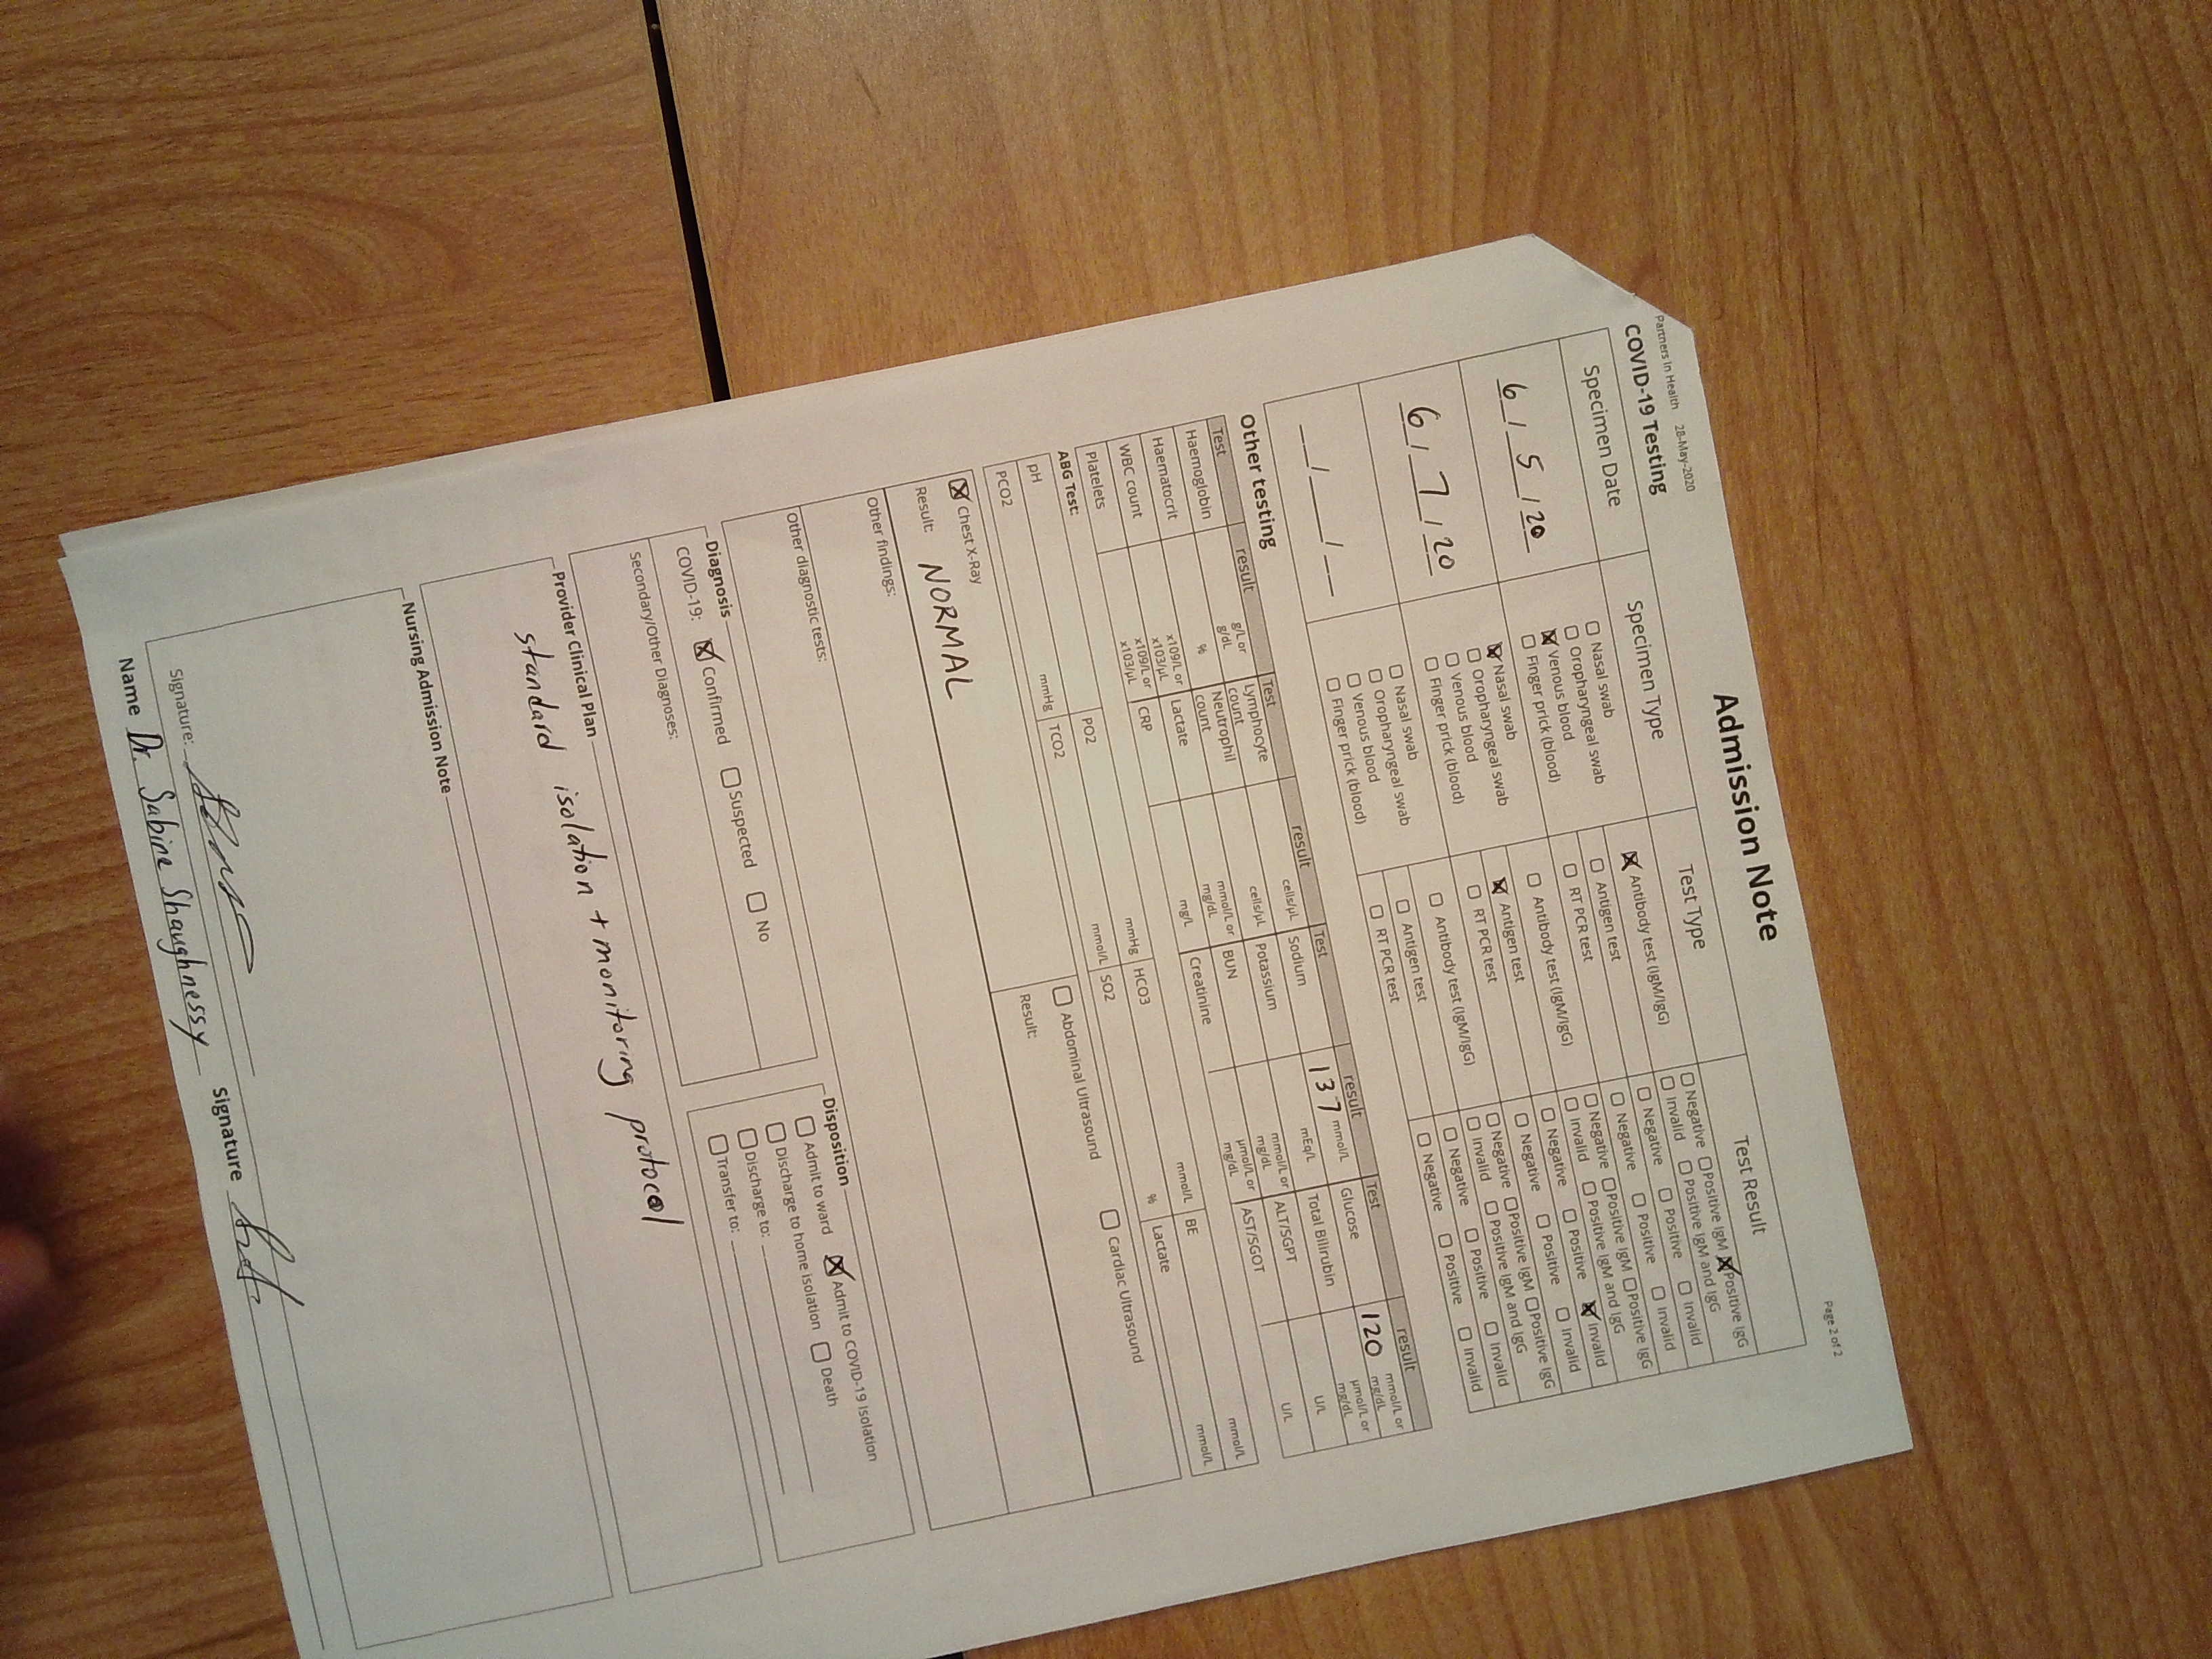 Partners In Health 28-May-2020
Page 2 of 2
Admission Note
COVID-19 Testing
Specimen Date Specimen Type Test Type Test Result
6 / 5 / 20
☐ Nasal swab
☐ Oropharyngeal swab
☒ Venous blood
☐ Finger prick (blood)
☒ Antibody test (IgM/IgG)
☐ Negative ☐ Positive IgM ☒ Positive IgG
☐ Invalid ☐ Positive IgM and IgG
☐ Antigen test
☐ Negative ☐ Positive ☐ Invalid
☐ RT PCR test
☐ Negative ☐ Positive ☐ Invalid
6 / 7 / 20
☒ Nasal swab
☐ Oropharyngeal swab
☐ Venous blood
☐ Finger prick (blood)
☐ Antibody test (IgM/IgG)
☐ Negative ☐ Positive IgM ☐ Positive IgG
☐ Invalid ☐ Positive IgM and IgG
☒ Antigen test
☐ Negative ☐ Positive ☒ Invalid
☐ RT PCR test
☐ Negative ☐ Positive ☐ Invalid
__/__/__
☐ Nasal swab
☐ Oropharyngeal swab
☐ Venous blood
☐ Finger prick (blood)
☐ Antibody test (IgM/IgG)
☐ Negative ☐ Positive IgM ☐ Positive IgG
☐ Invalid ☐ Positive IgM and IgG
☐ Antigen test
☐ Negative ☐ Positive ☐ Invalid
☐ RT PCR test
☐ Negative ☐ Positive ☐ Invalid
Other testing
Test result Test result Test result Test result
Haemoglobin g/L or g/dL Lymphocyte count cells/μL Sodium 137 mmol/L Glucose 120 mmol/L or mg/dL
Haematocrit % Neutrophil count cells/μL Potassium mEq/L Total Bilirubin μmol/L or mg/dL
WBC count x109/L or x103/μL Lactate mmol/L or mg/dL BUN mmol/L or mg/dL ALT/SGPT U/L
Platelets x109/L or x103/μL CRP mg/L Creatinine μmol/L or mg/dL AST/SGOT U/L
ABG Test:
pH PO2 mmHg HCO3 mmol/L BE mmol/L
PCO2 mmHg TCO2 mmol/L SO2 % Lactate mmol/L
☒ Chest X-Ray ☐ Abdominal Ultrasound ☐ Cardiac Ultrasound
Result: NORMAL
Result:
Other findings:
Other diagnostic tests:
Diagnosis
COVID-19: ☒ Confirmed ☐ Suspected ☐ No
Secondary/Other Diagnoses:
Disposition
☐ Admit to ward ☒ Admit to COVID-19 Isolation
☐ Discharge to home isolation ☐ Death
☐ Discharge to:
☐ Transfer to:
Provider Clinical Plan
standard isolation + monitoring protocol
Nursing Admission Note
Signature:
Name Dr. Sabine Shaughnessy Signature